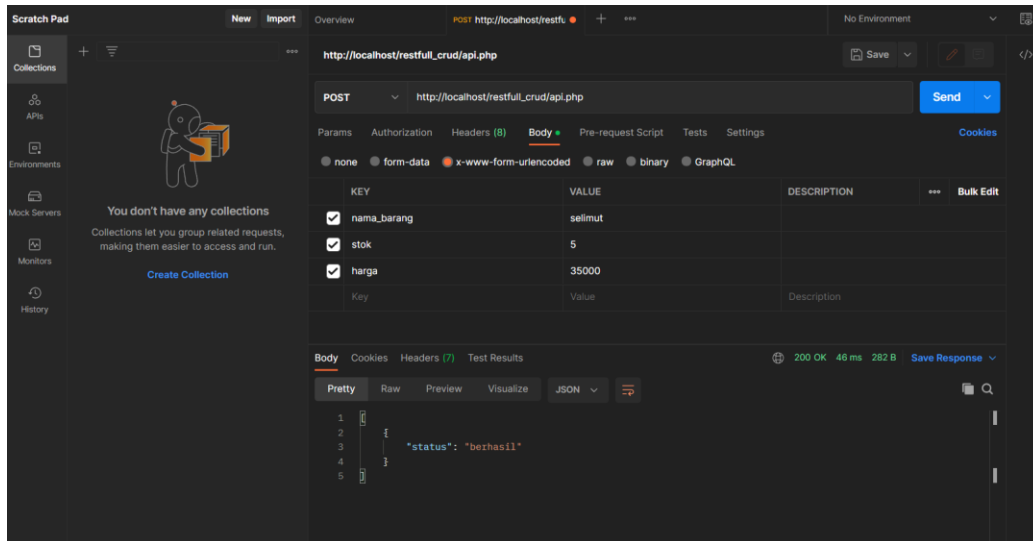 Scratch Pad
New
Import
Overview
POST http://localhost/restfu
No Environment
Collections
APIs
Environments
Mock Servers
Monitors
History
You don't have any collections
Collections let you group related requests,
making them easier to access and run.
Create Collection
http://localhost/restfull_crud/api.php
Save
POST
http://localhost/restfull_crud/api.php
Send
Params Authorization Headers (8) Body Pre-request Script Tests Settings Cookies
none form-data x-www-form-urlencoded raw binary GraphQL
KEY VALUE DESCRIPTION Bulk Edit
nama_barang selimut
stok 5
harga 35000
Key Value Description
Body Cookies Headers (7) Test Results 200 OK 46 ms 282 B Save Response
Pretty Raw Preview Visualize JSON
1 [
2 {
3 "status": "berhasil"
4 }
5 ]